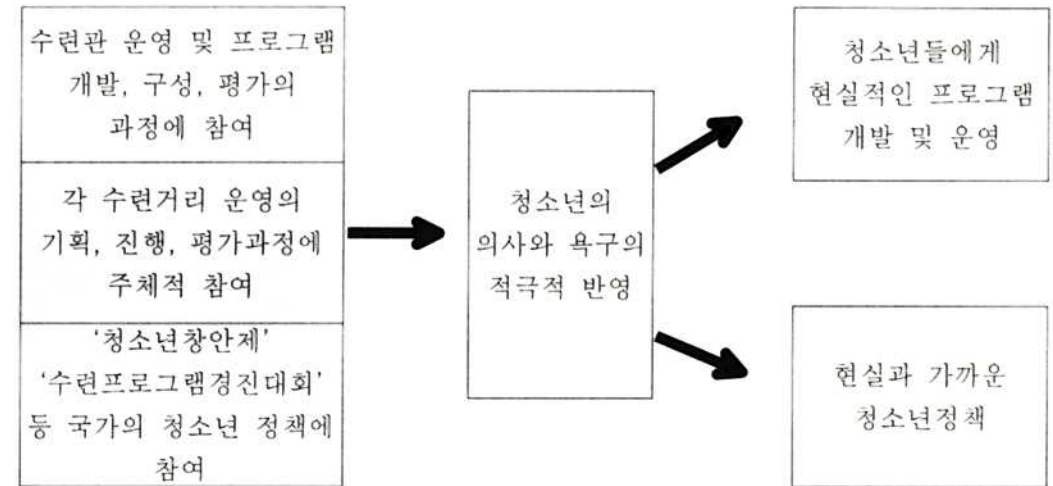 수련관 운영 및 프로그램
개발, 구성, 평가의
과정에 참여
각 수련거리 운영의
기획, 진행, 평가과정에
주체적 참여
'청소년창안제'
'수련프로그램경진대회'
등 국가의 청소년 정책에
참여
청소년의
의사와 욕구의
적극적 반영
청소년들에게
현실적인 프로그램
개발 및 운영
현실과 가까운
청소년정책